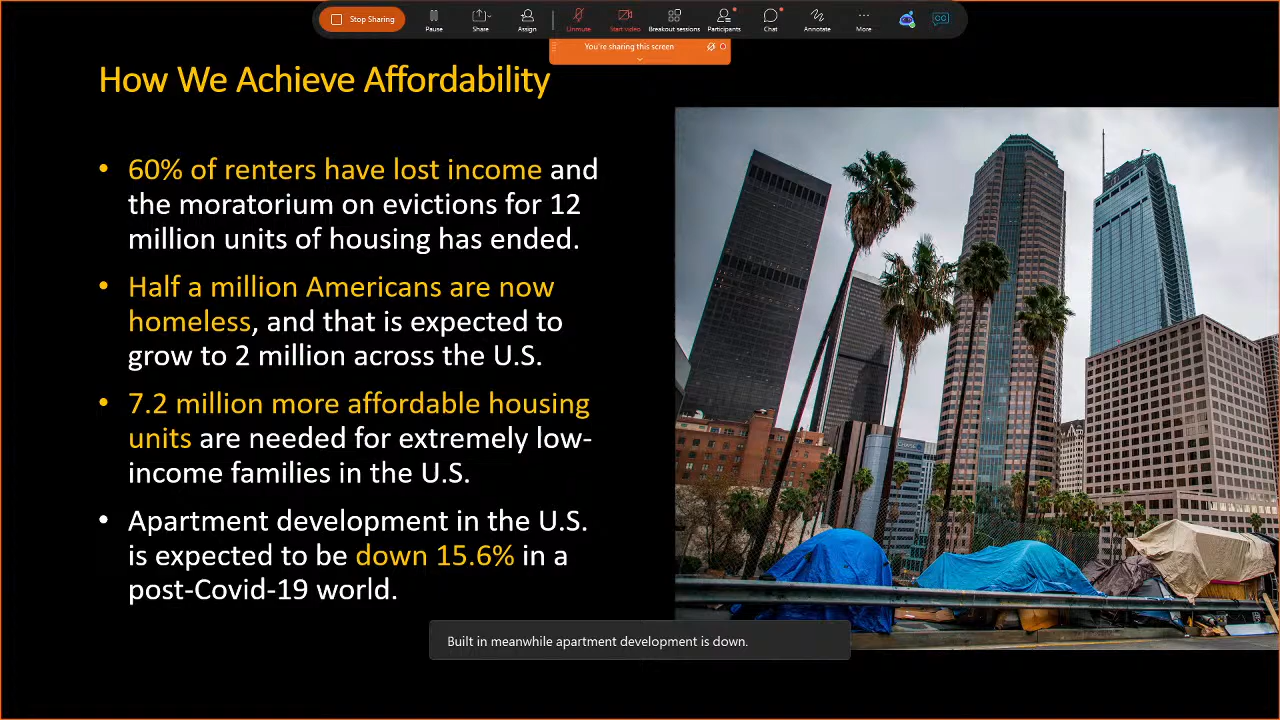 Stop Sharing
Pause
Share
Assign
Unmute
Start video
Breakout sessions
Participants
Chat
Annotate
More
CC
You're sharing this screen
How We Achieve Affordability
• 60% of renters have lost income and
the moratorium on evictions for 12
million units of housing has ended.
• Half a million Americans are now
homeless, and that is expected to
grow to 2 million across the U.S.
• 7.2 million more affordable housing
units are needed for extremely low-
income families in the U.S.
• Apartment development in the U.S.
is expected to be down 15.6% in a
post-Covid-19 world.
Built in meanwhile apartment development is down.